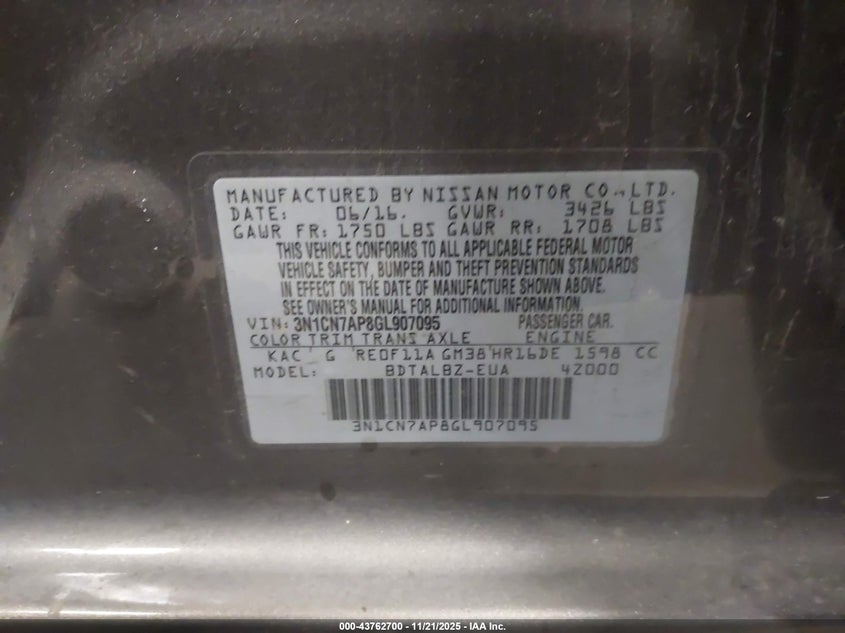 MANUFACTURED BY NISSAN MOTOR CO., LTD.
DATE: 06/16. GVWR: 3426 LBS
GAWR FR: 1750 LBS GAWR RR: 1708 LBS
THIS VEHICLE CONFORMS TO ALL APPLICABLE FEDERAL MOTOR
VEHICLE SAFETY, BUMPER AND THEFT PREVENTION STANDARDS
IN EFFECT ON THE DATE OF MANUFACTURE SHOWN ABOVE.
SEE OWNER'S MANUAL FOR ADDITIONAL INFORMATION.
VIN: 3N1CN7AP8GL907095 PASSENGER CAR.
COLOR TRIM TRANS AXLE ENGINE
KAC G RE0F11A GM38 HR16DE 1598 CC
MODEL: BDTALBZ-EUA 42000
3N1CN7AP8GL907095
000-43762700 - 11/21/2025 - IAA Inc.